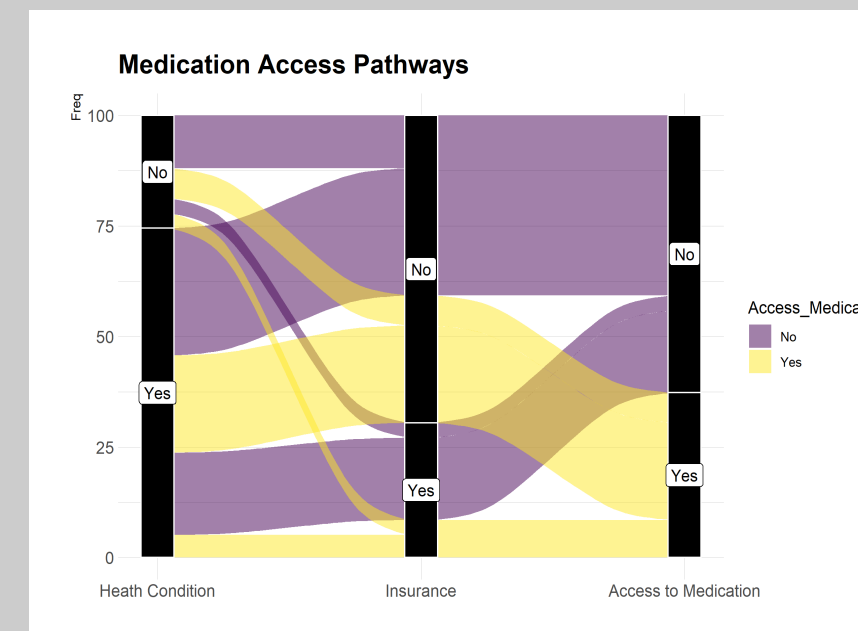 Medication Access Pathways
Freq
100
75
50
25
0
No
Yes
No
Yes
No
Yes
Heath Condition
Insurance
Access to Medication
Access_Medica
No
Yes